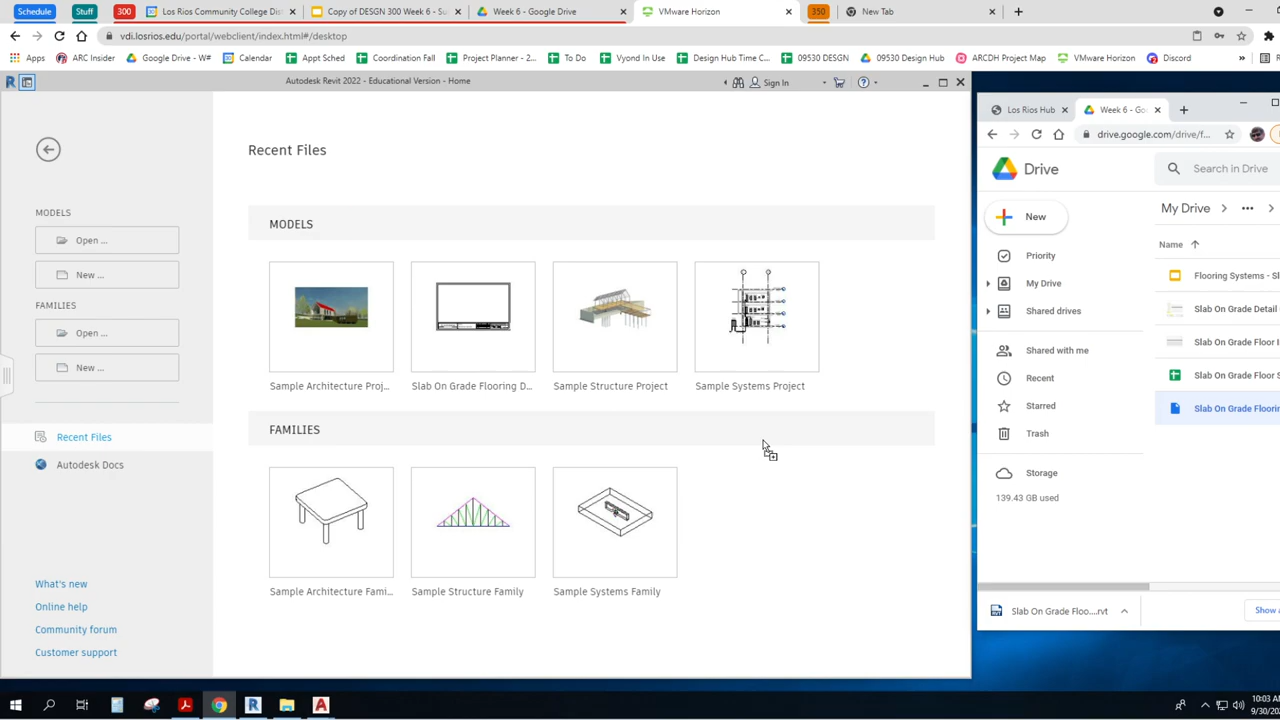 Schedule
Stuff
300
Los Rios Community College Dis
Copy of DESGN 300 Week 6 - Su
Week 6 - Google Drive
VMware Horizon
350
New Tab
vdi.losrios.edu/portal/webclient/index.html#/desktop
Apps
ARC Insider
Google Drive - W#
Calendar
Appt Sched
Coordination Fall
Project Planner - 2...
To Do
Vyond In Use
Design Hub Time C...
09530 DESGN
09530 Design Hub
ARCDH Project Map
VMware Horizon
Discord
Autodesk Revit 2022 - Educational Version - Home
Sign In
Recent Files
MODELS
Open ...
New ...
FAMILIES
Open ...
New ...
Recent Files
Autodesk Docs
What's new
Online help
Community forum
Customer support
MODELS
Sample Architecture Proj...
Slab On Grade Flooring D...
Sample Structure Project
Sample Systems Project
FAMILIES
Sample Architecture Fami...
Sample Structure Family
Sample Systems Family
Los Rios Hub
Week 6 - Goo
drive.google.com/drive/f...
Drive
Search in Drive
New
My Drive
Priority
My Drive
Shared drives
Shared with me
Recent
Starred
Trash
Storage
139.43 GB used
Name
Flooring Systems - Sl
Slab On Grade Detail
Slab On Grade Floor I
Slab On Grade Floor S
Slab On Grade Floorin
Slab On Grade Floo....rvt
Show a
10:03 AM
9/30/20